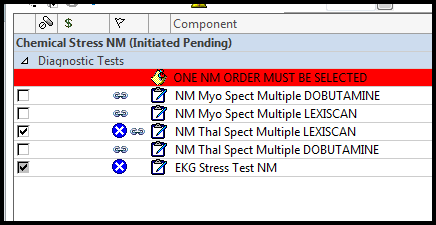 $
Chemical Stress NM (Initiated Pending)
Diagnostic Tests
ONE NM ORDER MUST BE SELECTED
NM Myo Spect Multiple DOBUTAMINE
NM Myo Spect Multiple LEXISCAN
NM Thal Spect Multiple LEXISCAN
NM Thal Spect Multiple DOBUTAMINE
EKG Stress Test NM